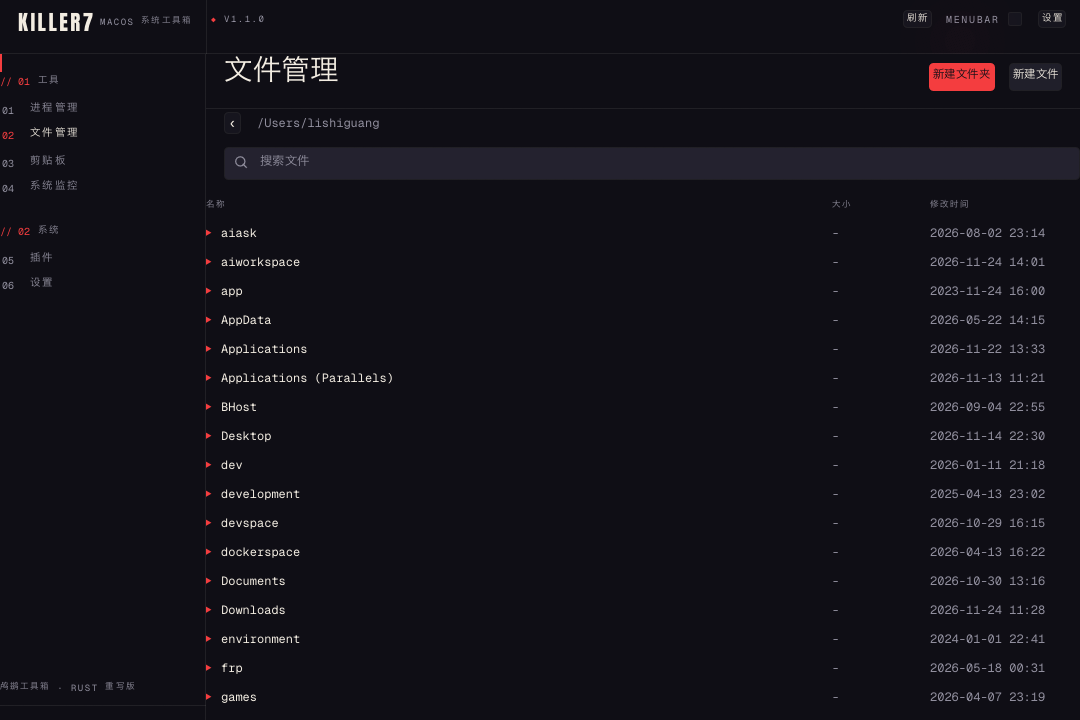 KILLER7 MACOS 系统工具箱 ◆ V1.1.0 刷新 MENUBAR 设置
// 01 工具
01 进程管理
02 文件管理
03 剪贴板
04 系统监控
// 02 系统
05 插件
06 设置
工具箱 · RUST 重写版
文件管理 新建文件夹 新建文件
‹ /Users/lishiguang
搜索文件
名称 大小 修改时间
▶ aiask - 2026-08-02 23:14
▶ aiworkspace - 2026-11-24 14:01
▶ app - 2023-11-24 16:00
▶ AppData - 2026-05-22 14:15
▶ Applications - 2026-11-22 13:33
▶ Applications (Parallels) - 2026-11-13 11:21
▶ BHost - 2026-09-04 22:55
▶ Desktop - 2026-11-14 22:30
▶ dev - 2026-01-11 21:18
▶ development - 2025-04-13 23:02
▶ devspace - 2026-10-29 16:15
▶ dockerspace - 2026-04-13 16:22
▶ Documents - 2026-10-30 13:16
▶ Downloads - 2026-11-24 11:28
▶ environment - 2024-01-01 22:41
▶ frp - 2026-05-18 00:31
▶ games - 2026-04-07 23:19